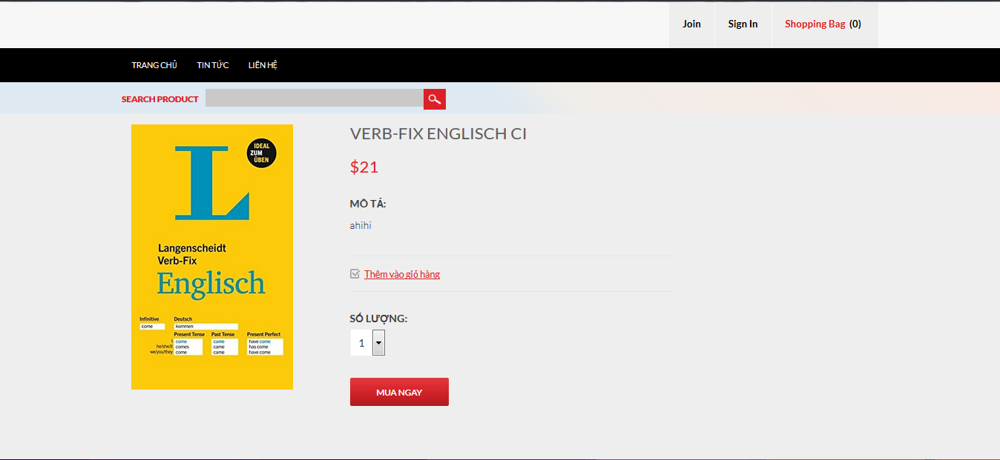 Join Sign In Shopping Bag (0)
TRANG CHỦ TIN TỨC LIÊN HỆ
SEARCH PRODUCT
IDEAL
ZUM
ÜBEN
L
Langenscheidt
Verb-Fix
Englisch
Infinitive Deutsch
come kommen
Present Tense Past Tense Present Perfect
I come came have come
he/she/it comes came has come
we/you/they come came have come
VERB-FIX ENGLISCH CI
$21
MÔ TẢ:
ahihi
Thêm vào giỏ hàng
SỐ LƯỢNG:
1
MUA NGAY